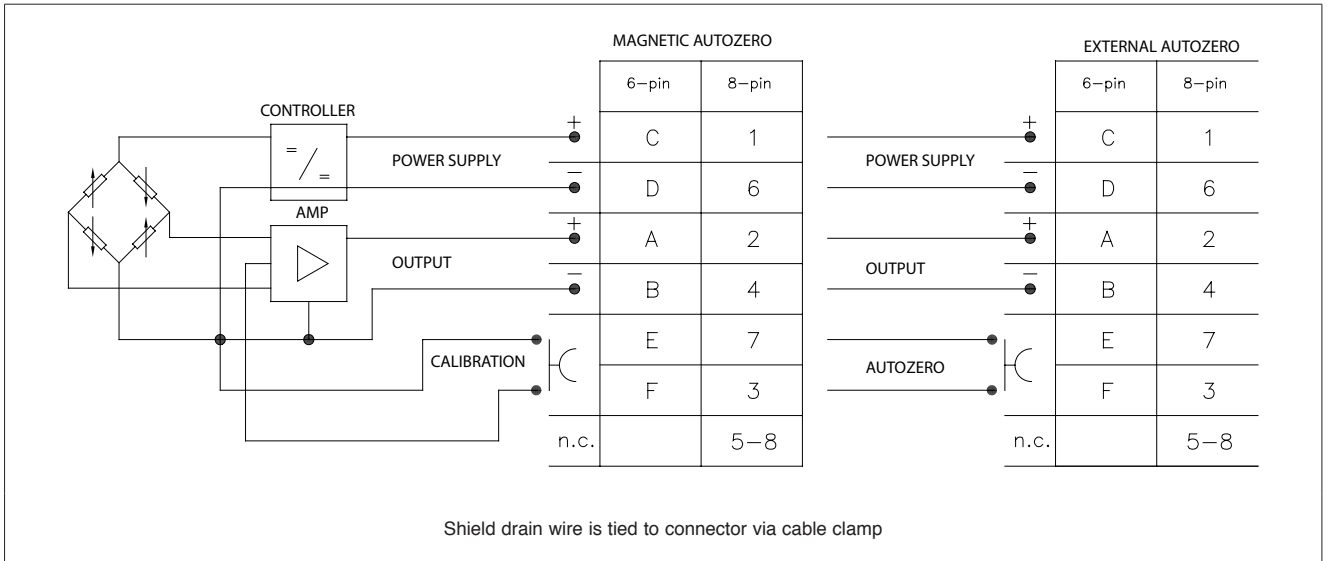 MAGNETIC AUTOZERO
EXTERNAL AUTOZERO
6-pin 8-pin
6-pin 8-pin
CONTROLLER
= / =
POWER SUPPLY
+ C 1
− D 6
POWER SUPPLY
+ C 1
− D 6
AMP
OUTPUT
+ A 2
− B 4
OUTPUT
+ A 2
− B 4
CALIBRATION
E 7
F 3
AUTOZERO
E 7
F 3
n.c. 5-8
n.c. 5-8
Shield drain wire is tied to connector via cable clamp